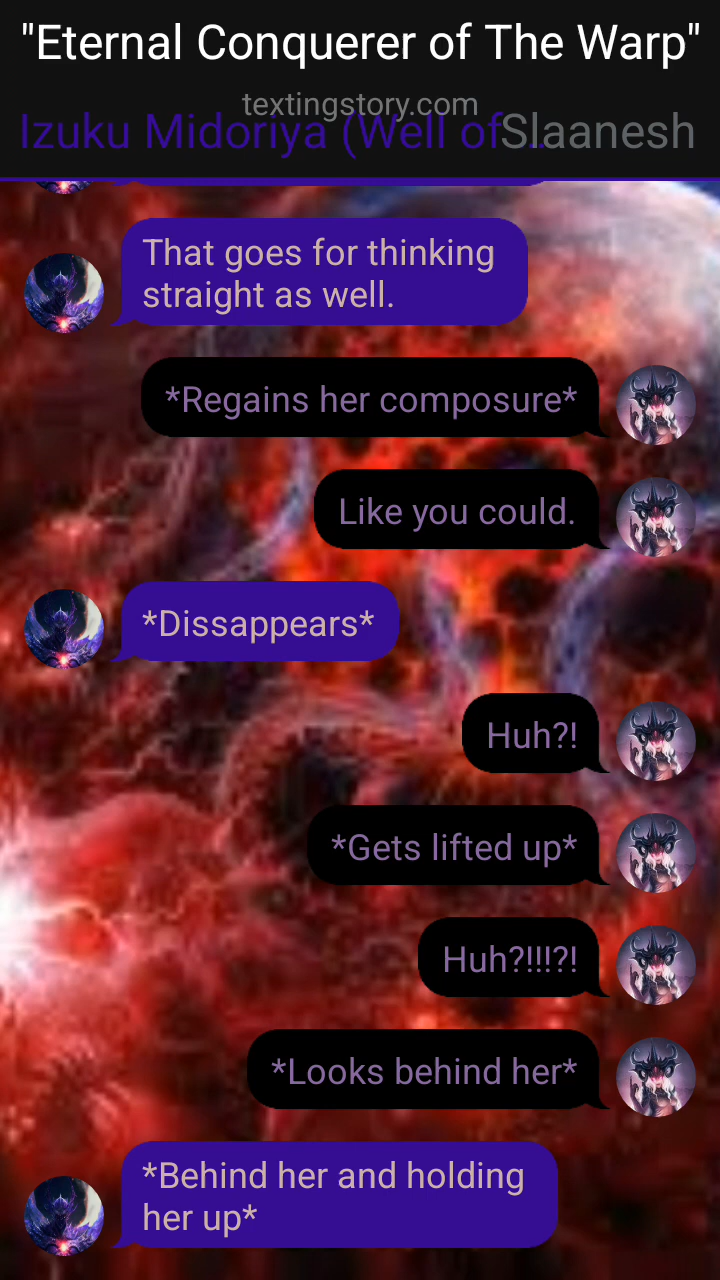 "Eternal Conquerer of The Warp"
textingstory.com
Izuku Midoriya (Well of...
Slaanesh
That goes for thinking
straight as well.
*Regains her composure*
Like you could.
*Dissappears*
Huh?!
*Gets lifted up*
Huh?!!!?!
*Looks behind her*
*Behind her and holding
her up*